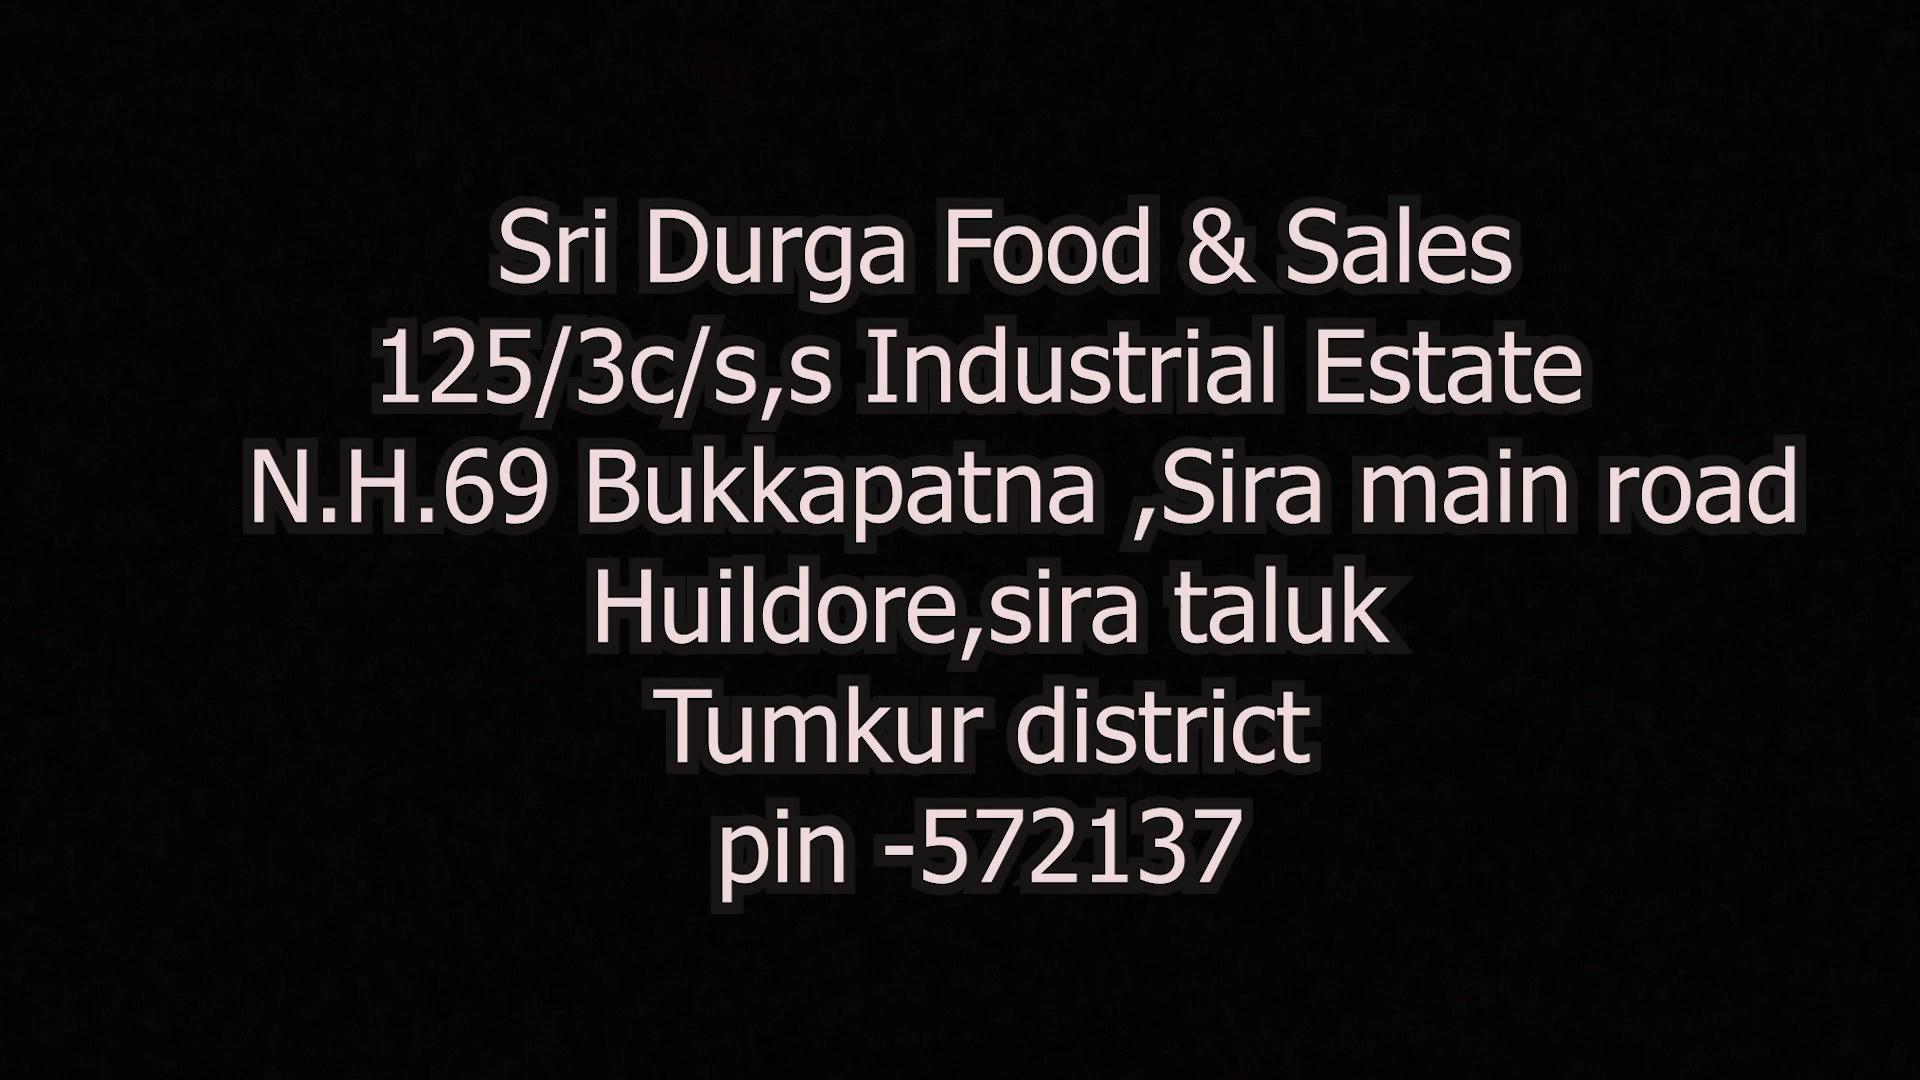 Sri Durga Food & Sales
125/3c/s,s Industrial Estate
N.H.69 Bukkapatna ,Sira main road
Huildore,sira taluk
Tumkur district
pin -572137